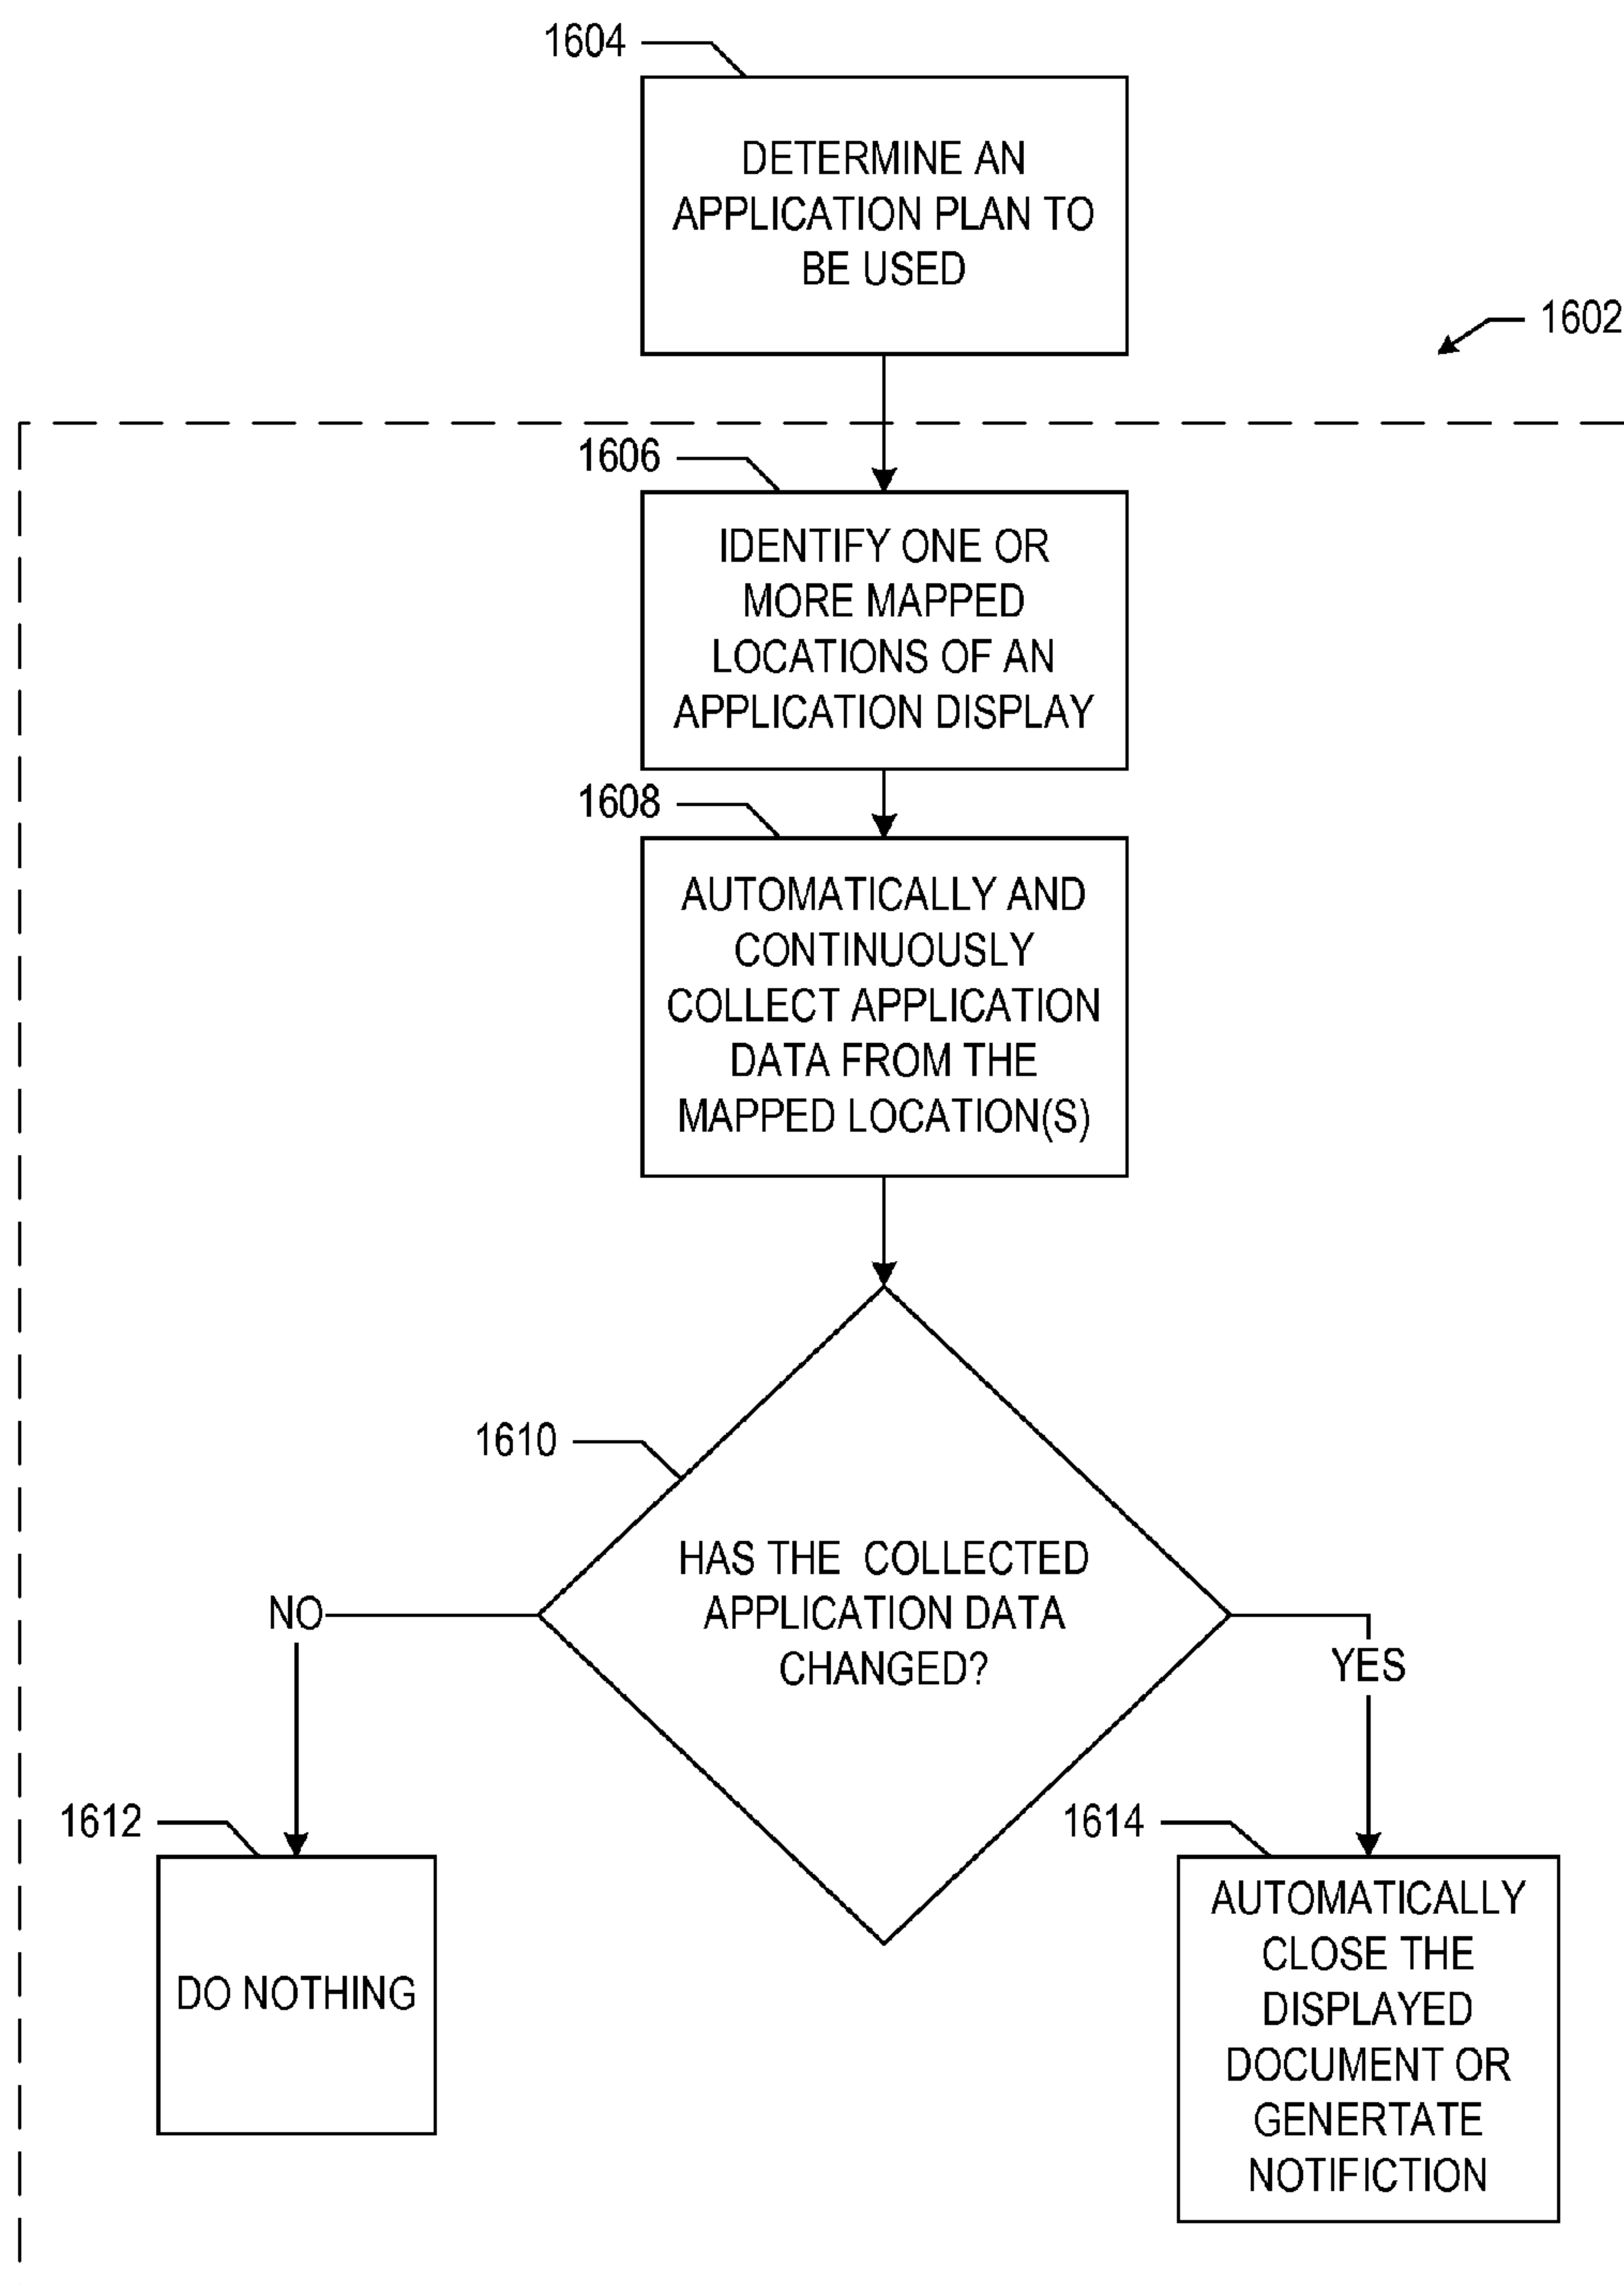 1604
DETERMINE AN
APPLICATION PLAN TO
BE USED
1602
1606
IDENTIFY ONE OR
MORE MAPPED
LOCATIONS OF AN
APPLICATION DISPLAY
1608
AUTOMATICALLY AND
CONTINUOUSLY
COLLECT APPLICATION
DATA FROM THE
MAPPED LOCATION(S)
1610
HAS THE COLLECTED
APPLICATION DATA
CHANGED?
NO
YES
1612
DO NOTHING
1614
AUTOMATICALLY
CLOSE THE
DISPLAYED
DOCUMENT OR
GENERTATE
NOTIFICTION